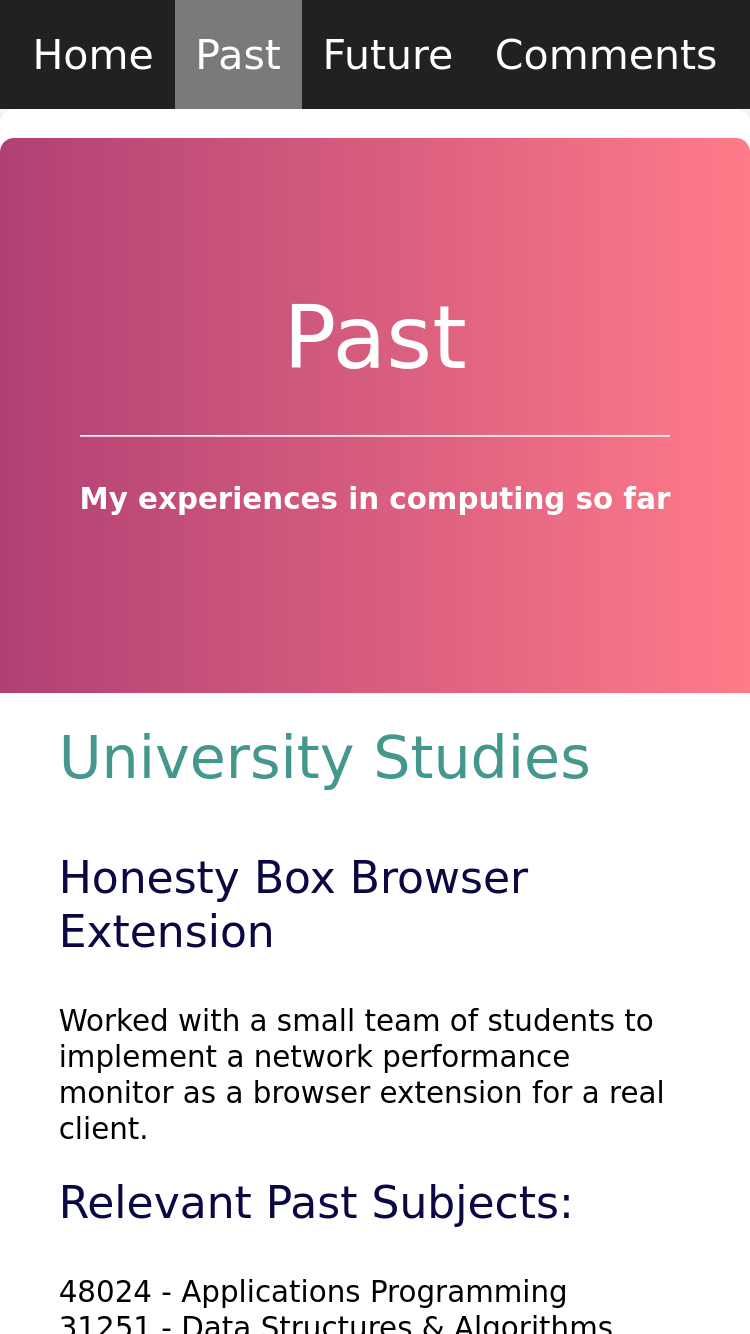 Home Past Future Comments
Past
My experiences in computing so far
University Studies
Honesty Box Browser
Extension
Worked with a small team of students to
implement a network performance
monitor as a browser extension for a real
client.
Relevant Past Subjects:
48024 - Applications Programming
31251 - Data Structures & Algorithms